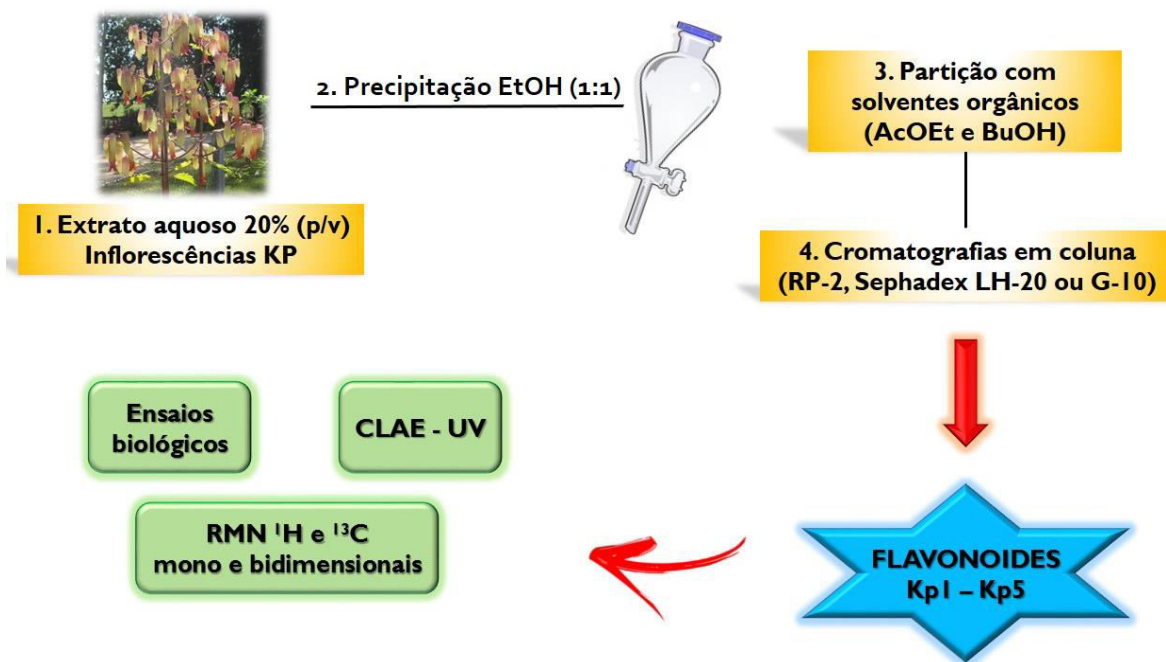 1. Extrato aquoso 20% (p/v)
Inflorescências KP
2. Precipitação EtOH (1:1)
3. Partição com
solventes orgânicos
(AcOEt e BuOH)
4. Cromatografias em coluna
(RP-2, Sephadex LH-20 ou G-10)
FLAVONOIDES
Kp1 – Kp5
Ensaios
biológicos
CLAE - UV
RMN ¹H e ¹³C
mono e bidimensionais